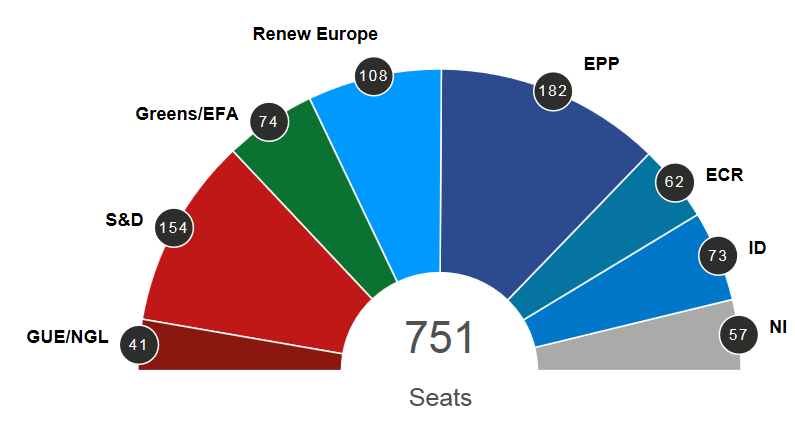 Renew Europe
108
EPP
182
Greens/EFA
74
ECR
62
S&D
154
ID
73
GUE/NGL
41
NI
57
751
Seats